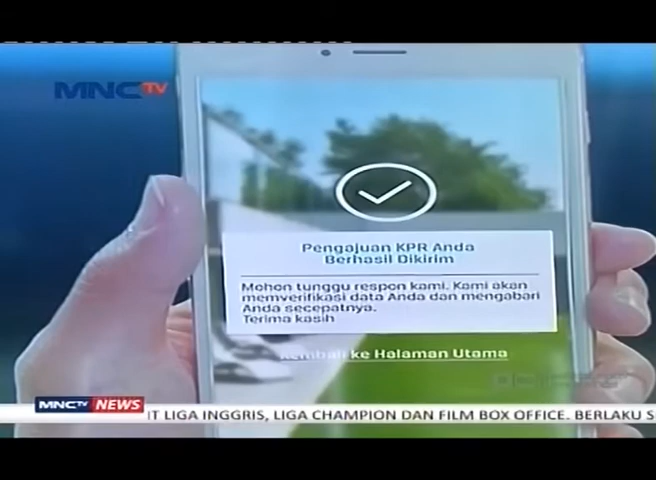 MNCTV
Pengajuan KPR Anda
Berhasil Dikirim
Mohon tunggu respon kami. Kami akan
memverifikasi data Anda dan mengabari
Anda secepatnya.
Terima kasih
Kembali ke Halaman Utama
MNCTV NEWS
IT LIGA INGGRIS, LIGA CHAMPION DAN FILM BOX OFFICE. BERLAKU S